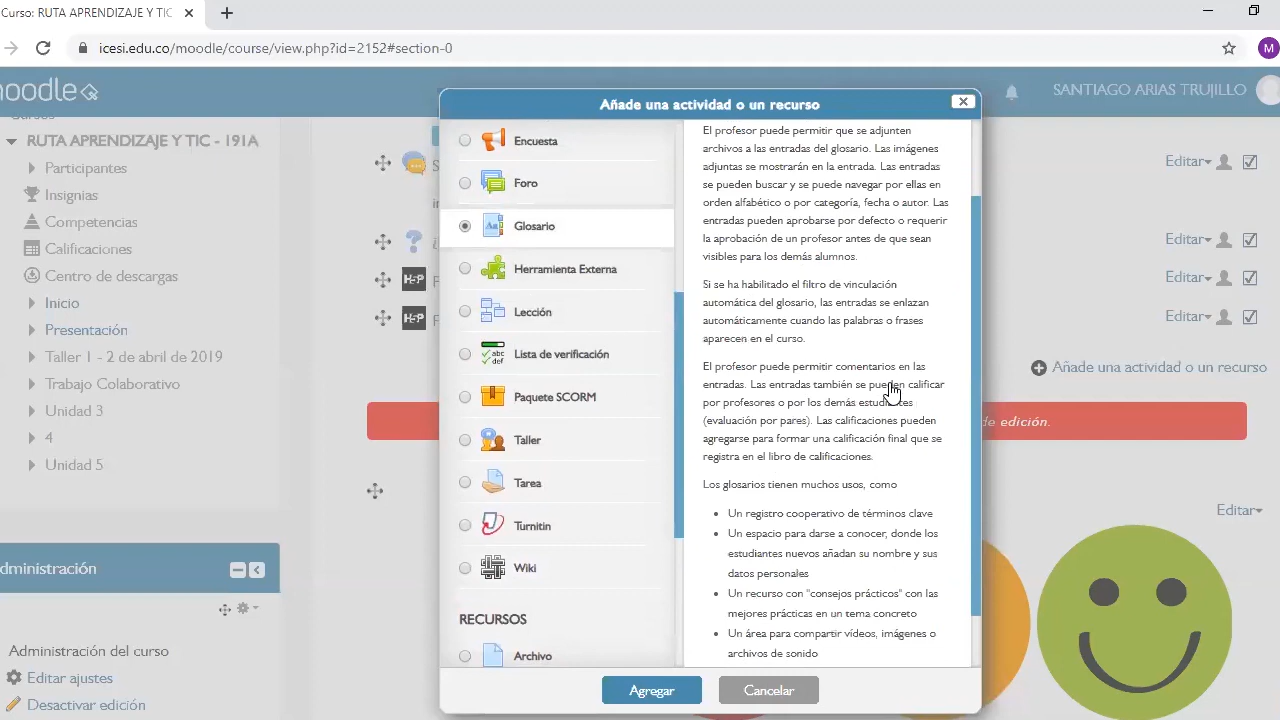 Curso: RUTA APRENDIZAJE Y TIC
icesi.edu.co/moodle/course/view.php?id=2152#section-0
M
noodle
SANTIAGO ARIAS TRUJILLO
RUTA APRENDIZAJE Y TIC - 191A
Participantes
Insignias
Competencias
Calificaciones
Centro de descargas
Inicio
Presentación
Taller 1 - 2 de abril de 2019
Trabajo Colaborativo
Unidad 3
4
Unidad 5
dministración
Administración del curso
Editar ajustes
Desactivar edición
Añade una actividad o un recurso
Encuesta
Foro
Glosario
Herramienta Externa
Lección
Lista de verificación
Paquete SCORM
Taller
Tarea
Turnitin
Wiki
RECURSOS
Archivo
El profesor puede permitir que se adjunten
archivos a las entradas del glosario. Las imágenes
adjuntas se mostrarán en la entrada. Las entradas
se pueden buscar y se puede navegar por ellas en
orden alfabético o por categoría, fecha o autor. Las
entradas pueden aprobarse por defecto o requerir
la aprobación de un profesor antes de que sean
visibles para los demás alumnos.
Si se ha habilitado el filtro de vinculación
automática del glosario, las entradas se enlazan
automáticamente cuando las palabras o frases
aparecen en el curso.
El profesor puede permitir comentarios en las
entradas. Las entradas también se pueden calificar
por profesores o por los demás estudiantes
(evaluación por pares). Las calificaciones pueden
agregarse para formar una calificación final que se
registra en el libro de calificaciones.
Los glosarios tienen muchos usos, como
• Un registro cooperativo de términos clave
• Un espacio para darse a conocer, donde los
estudiantes nuevos añadan su nombre y sus
datos personales
• Un recurso con “consejos prácticos” con las
mejores prácticas en un tema concreto
• Un área para compartir vídeos, imágenes o
archivos de sonido
Agregar
Cancelar
Editar
Editar
H5P
Editar
H5P
Editar
Añade una actividad o un recurso
de edición.
Editar